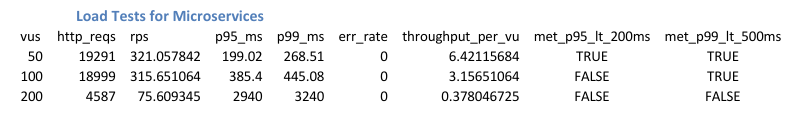 Load Tests for Microservices
vus http_reqs rps p95_ms p99_ms err_rate throughput_per_vu met_p95_lt_200ms met_p99_lt_500ms
50 19291 321.057842 199.02 268.51 0 6.42115684 TRUE TRUE
100 18999 315.651064 385.4 445.08 0 3.15651064 FALSE TRUE
200 4587 75.609345 2940 3240 0 0.378046725 FALSE FALSE